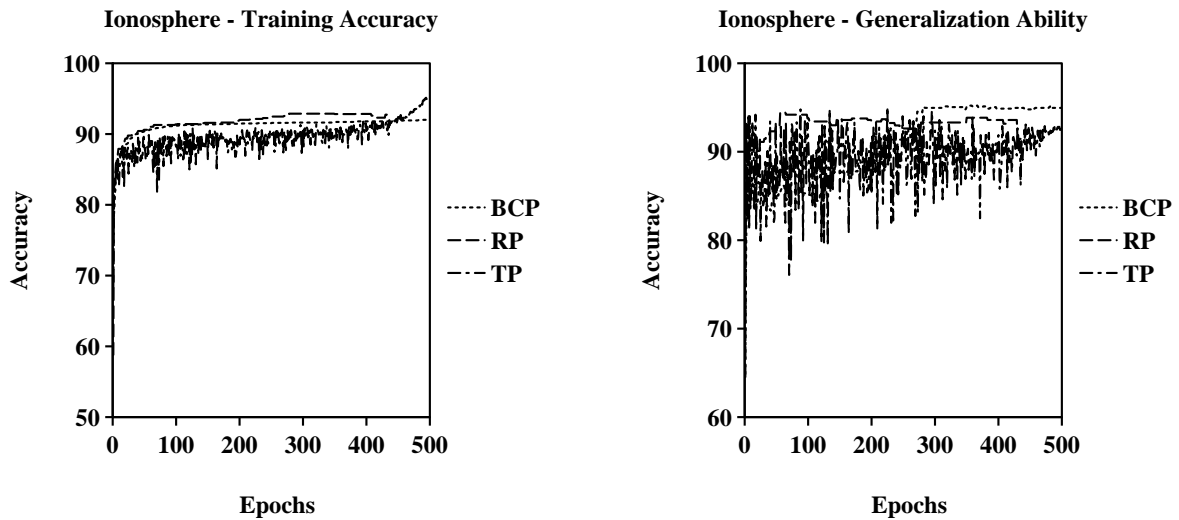 Ionosphere - Training Accuracy
100
90
80
70
60
50
0 100 200 300 400 500
Accuracy
Epochs
BCP
RP
TP
Ionosphere - Generalization Ability
100
90
80
70
60
0 100 200 300 400 500
Accuracy
Epochs
BCP
RP
TP